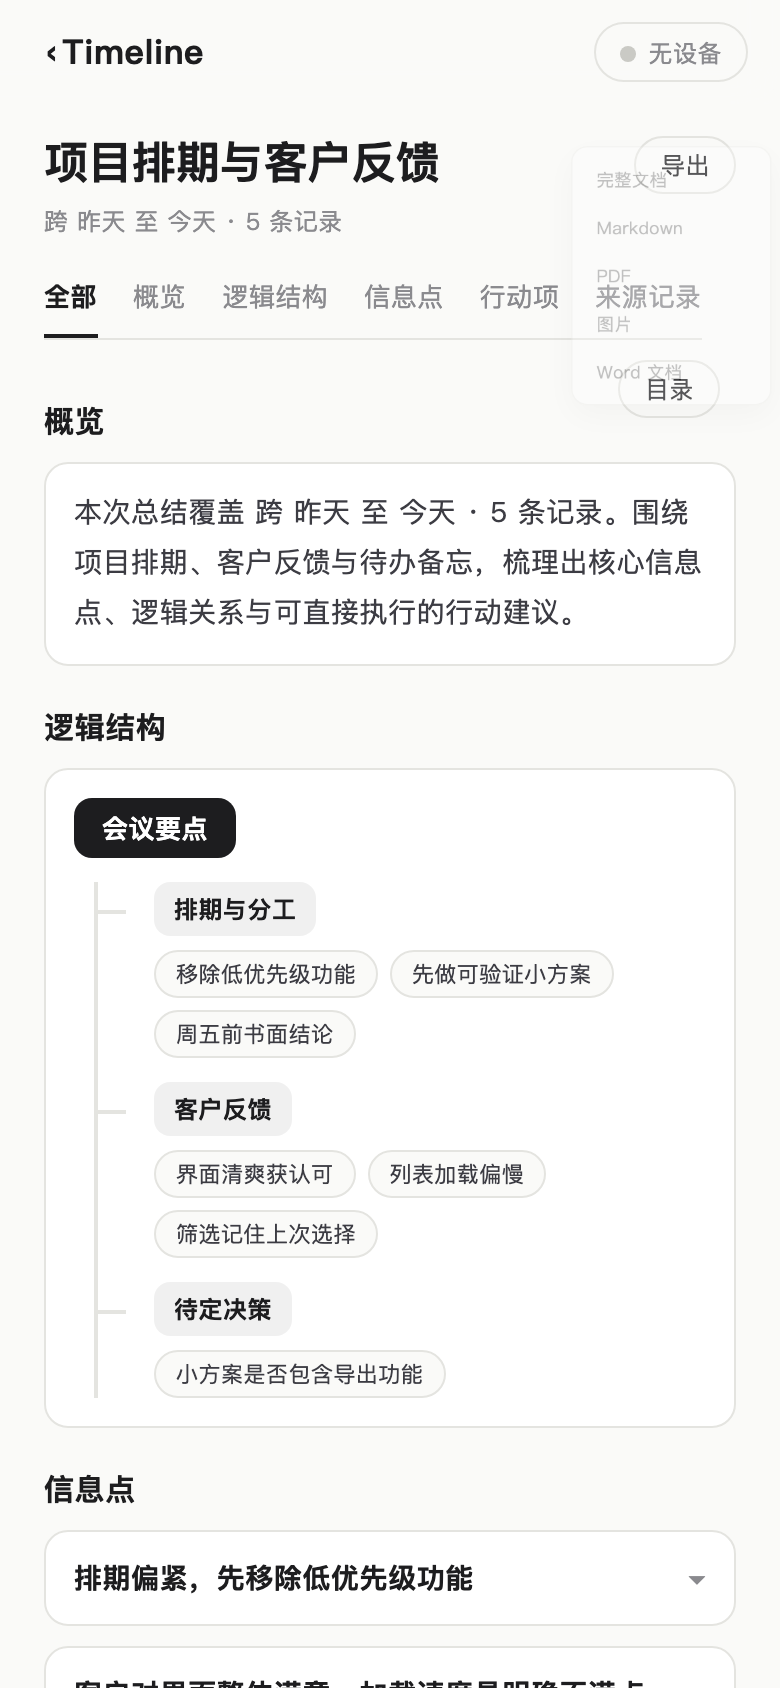 ‹Timeline
无设备
项目排期与客户反馈
导出
跨 昨天 至 今天 · 5 条记录
全部 概览 逻辑结构 信息点 行动项 来源记录
完整文档
Markdown
PDF
图片
Word 文档
目录
概览
本次总结覆盖 跨 昨天 至 今天 · 5 条记录。围绕
项目排期、客户反馈与待办备忘，梳理出核心信息
点、逻辑关系与可直接执行的行动建议。
逻辑结构
会议要点
排期与分工
移除低优先级功能 先做可验证小方案
周五前书面结论
客户反馈
界面清爽获认可 列表加载偏慢
筛选记住上次选择
待定决策
小方案是否包含导出功能
信息点
排期偏紧，先移除低优先级功能